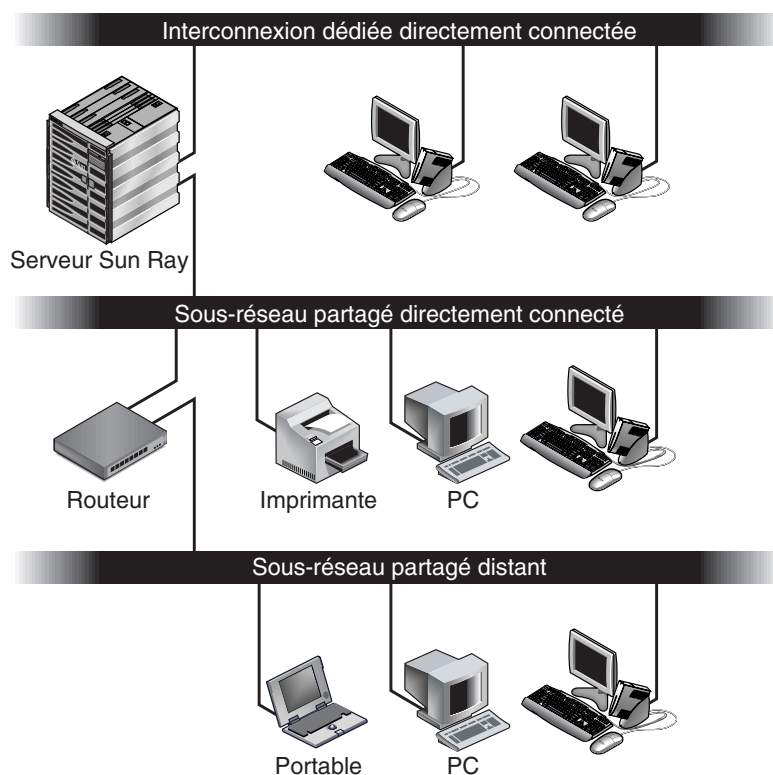 Interconnexion dédiée directement connectée
Serveur Sun Ray
Sous-réseau partagé directement connecté
Routeur
Imprimante
PC
Sous-réseau partagé distant
Portable
PC